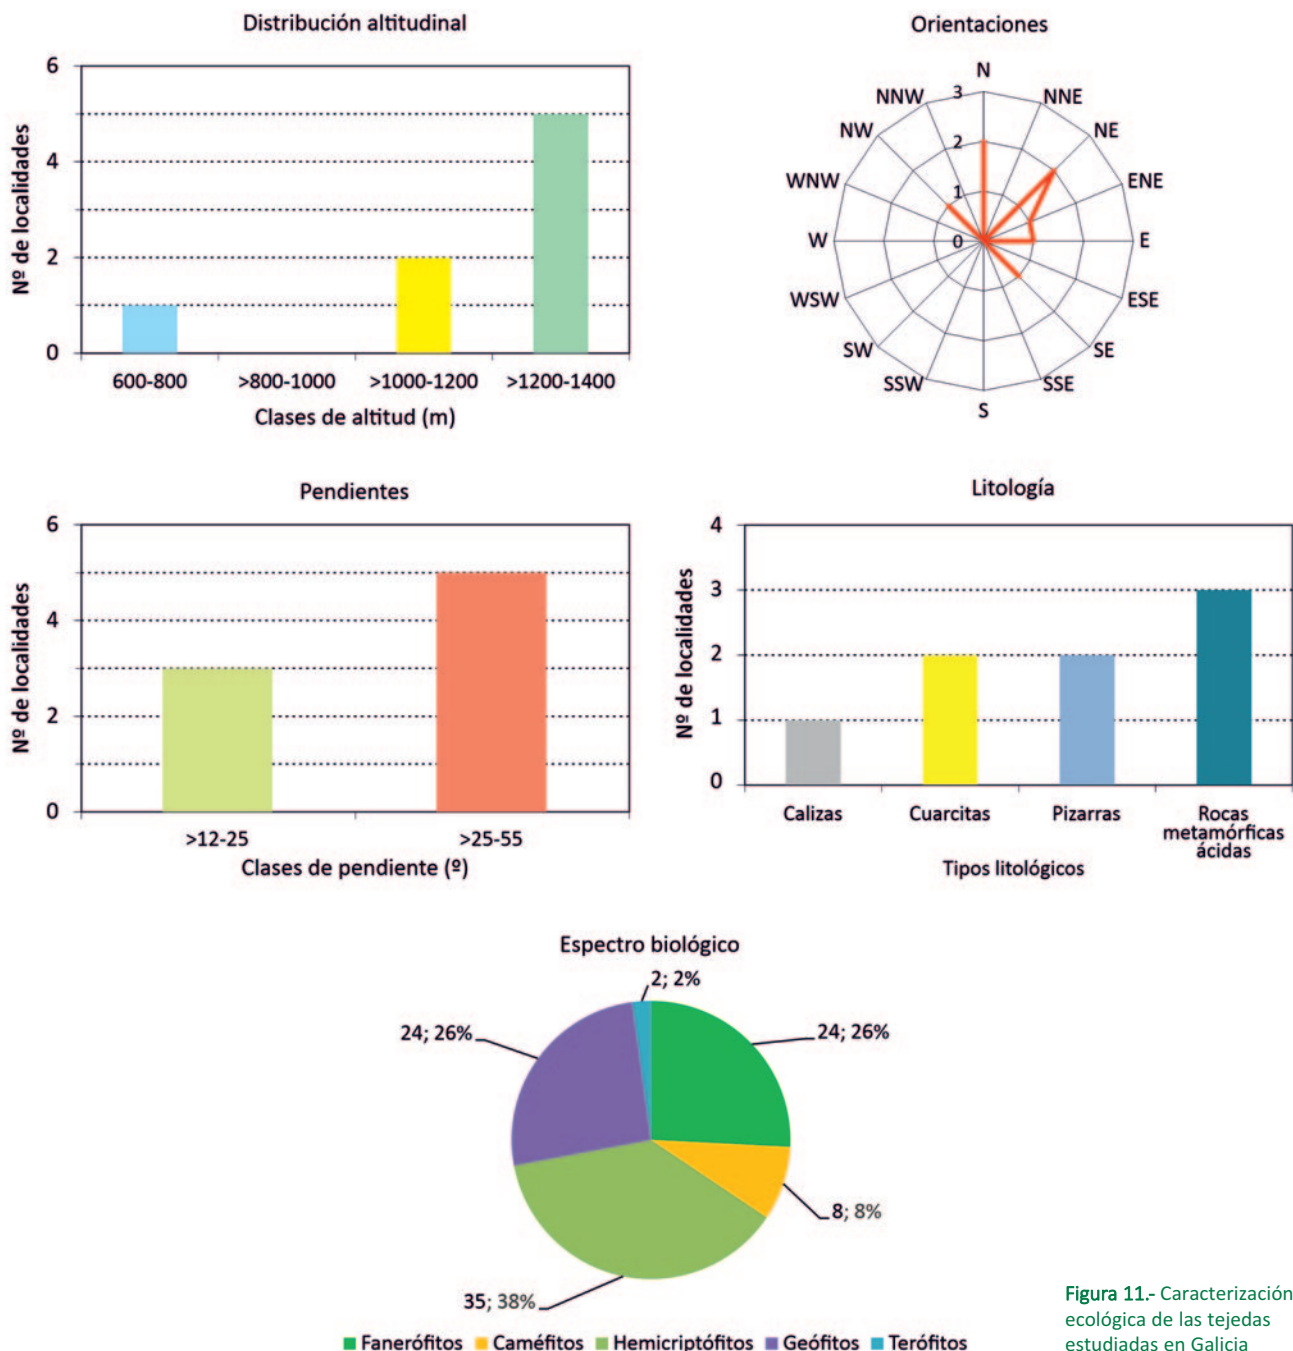 Distribución altitudinal
Nº de localidades
6
4
2
0
600-800
>800-1000
>1000-1200
>1200-1400
Clases de altitud (m)
Orientaciones
N
NNE
NE
ENE
E
ESE
SE
SSE
S
SSW
SW
WSW
W
WNW
NW
NNW
3
2
1
0
Pendientes
Nº de localidades
6
4
2
0
>12-25
>25-55
Clases de pendiente (º)
Litología
Nº de localidades
4
3
2
1
0
Calizas
Cuarcitas
Pizarras
Rocas
metamórficas
ácidas
Tipos litológicos
Espectro biológico
2; 2%
24; 26%
24; 26%
8; 8%
35; 38%
Fanerófitos Caméfitos Hemicriptófitos Geófitos Terófitos
Figura 11.- Caracterización
ecológica de las tejedas
estudiadas en Galicia